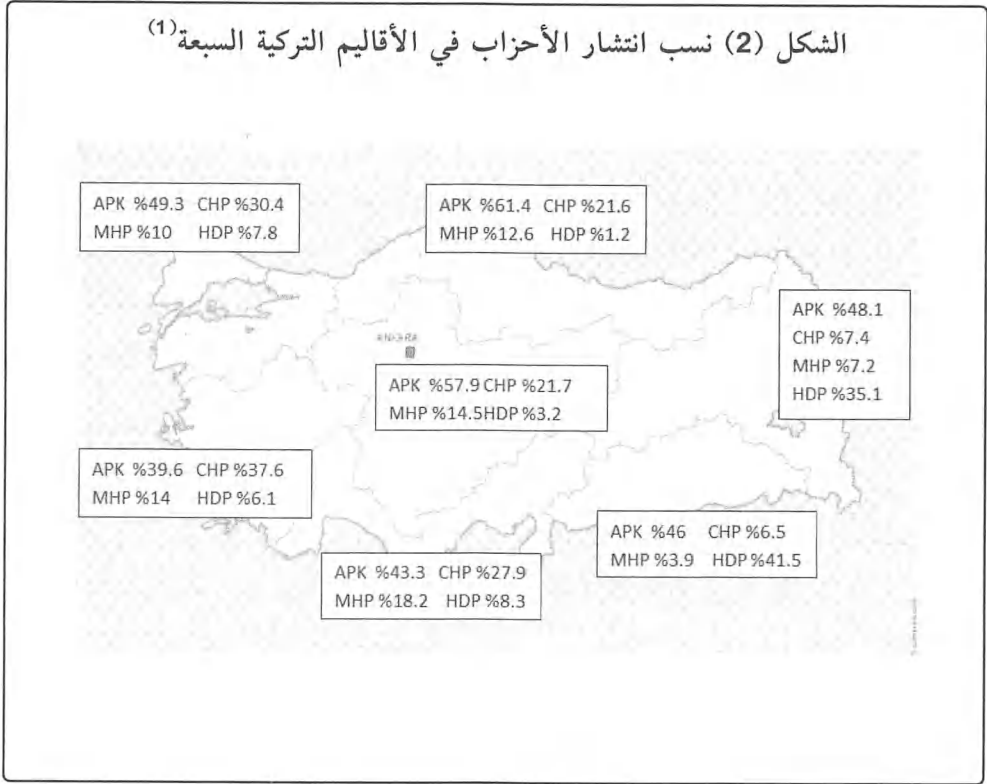 الشكل (2) نسب انتشار الأحزاب في الأقاليم التركية السبعة(1)
APK %49.3 CHP %30.4
MHP %10 HDP %7.8
APK %61.4 CHP %21.6
MHP %12.6 HDP %1.2
APK %48.1
CHP %7.4
MHP %7.2
HDP %35.1
ANKARA
APK %57.9 CHP %21.7
MHP %14.5 HDP %3.2
APK %39.6 CHP %37.6
MHP %14 HDP %6.1
APK %46 CHP %6.5
MHP %3.9 HDP %41.5
APK %43.3 CHP %27.9
MHP %18.2 HDP %8.3